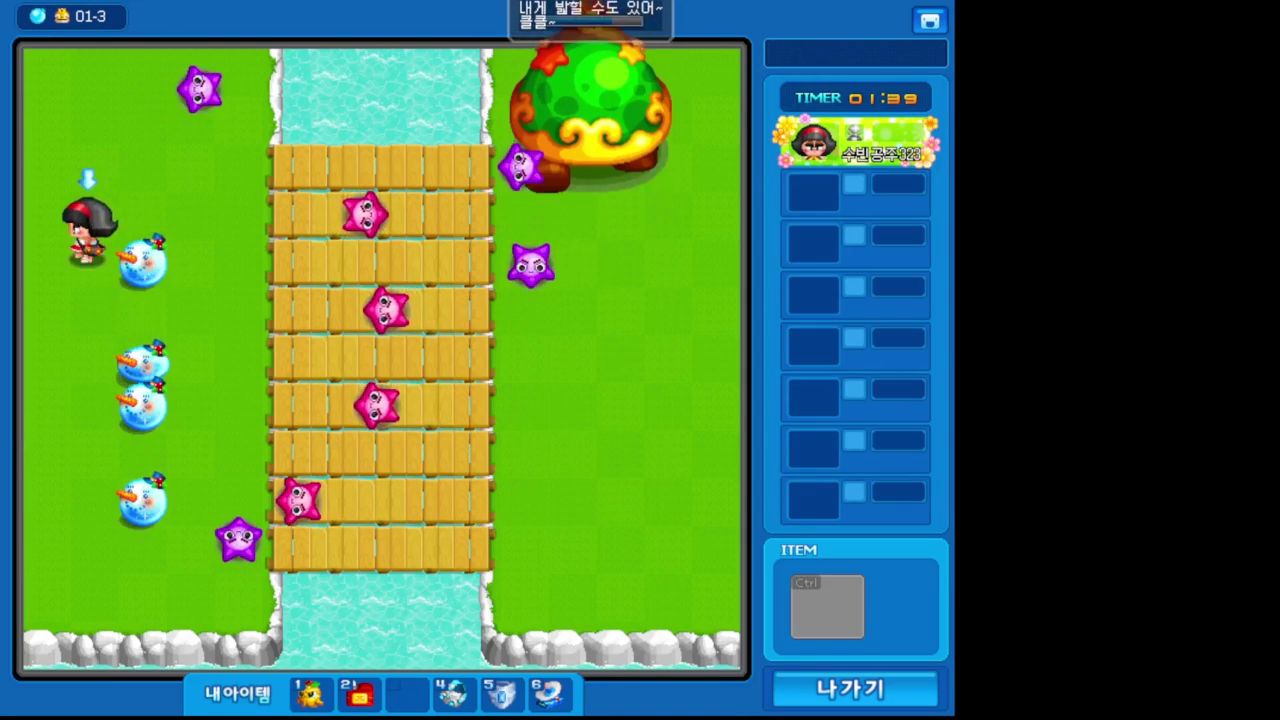 내게 밟힐 수도 있어~
클클~
01-3
TIMER 01:39
수빈공주323
ITEM
Ctrl
내아이템
1
2
4
5
6
나가기